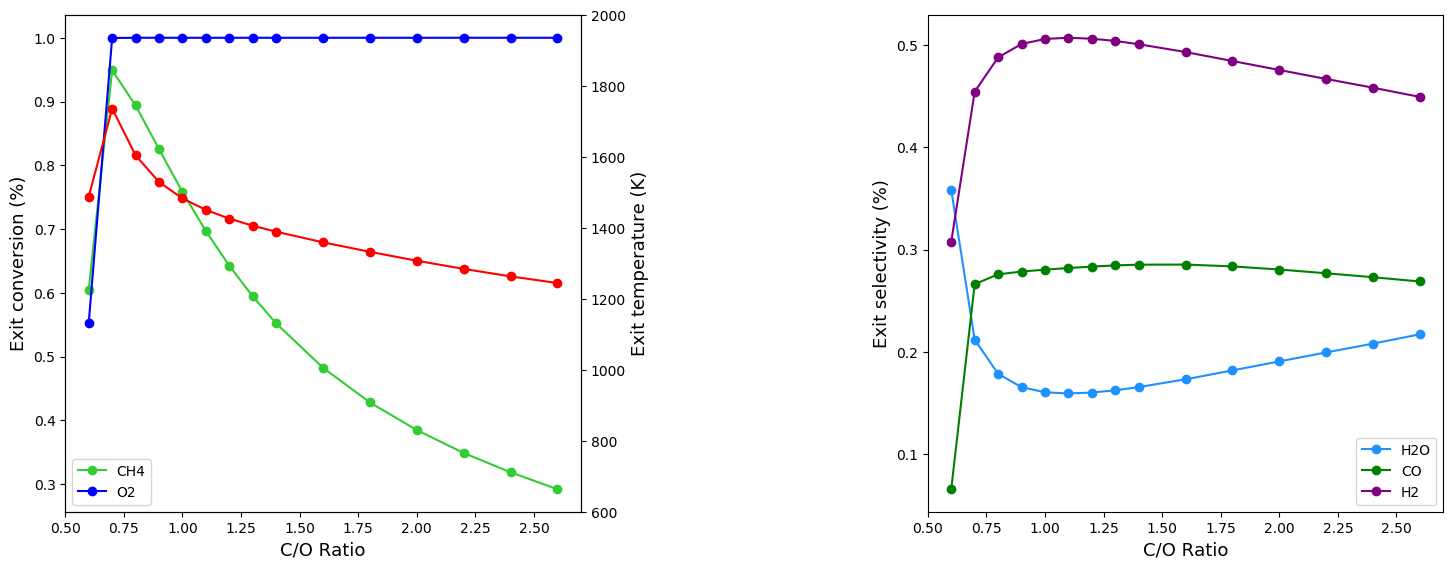 Exit conversion (%)
1.0
0.9
0.8
0.7
0.6
0.5
0.4
0.3
CH4
O2
0.50 0.75 1.00 1.25 1.50 1.75 2.00 2.25 2.50
C/O Ratio
2000
1800
1600
1400
1200
1000
800
600
Exit temperature (K)
Exit selectivity (%)
0.5
0.4
0.3
0.2
0.1
H2O
CO
H2
0.50 0.75 1.00 1.25 1.50 1.75 2.00 2.25 2.50
C/O Ratio